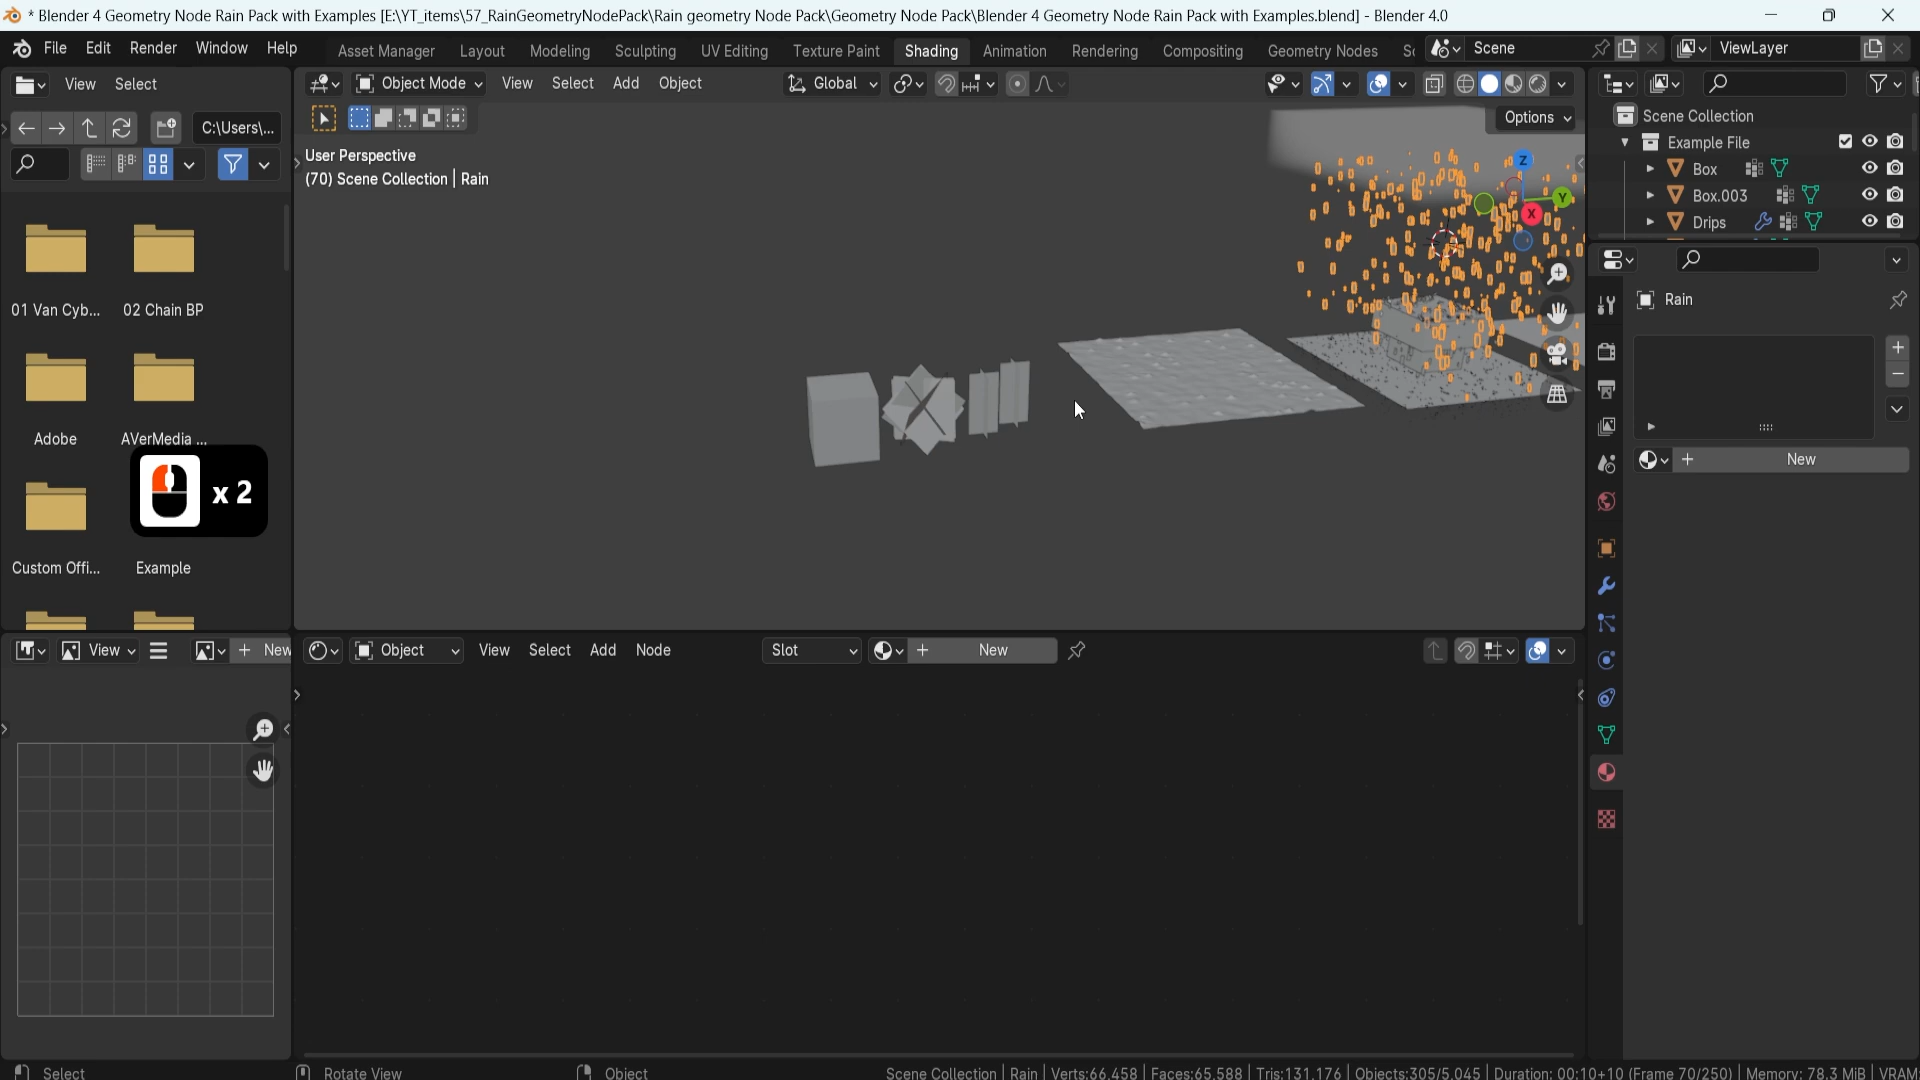 * Blender 4 Geometry Node Rain Pack with Examples [E:\YT_items\57_RainGeometryNodePack\Rain geometry Node Pack\Geometry Node Pack\Blender 4 Geometry Node Rain Pack with Examples.blend] - Blender 4.0
File Edit Render Window Help Asset Manager Layout Modeling Sculpting UV Editing Texture Paint Shading Animation Rendering Compositing Geometry Nodes Sc Scene ViewLayer
View Select Object Mode View Select Add Object Global
C:\Users\...
Options
User Perspective
(70) Scene Collection | Rain
Z
Y
X
Scene Collection
Example File
Box
Box.003
Drips
Rain
New
01 Van Cyb... 02 Chain BP
Adobe AVerMedia ...
x 2
Custom Offi... Example
View New Object View Select Add Node Slot New
Select Rotate View Object Scene Collection | Rain | Verts:66,458 | Faces:65,588 | Tris:131,176 | Objects:305/5,045 | Duration: 00:10+10 (Frame 70/250) | Memory: 78.3 MiB | VRAM: